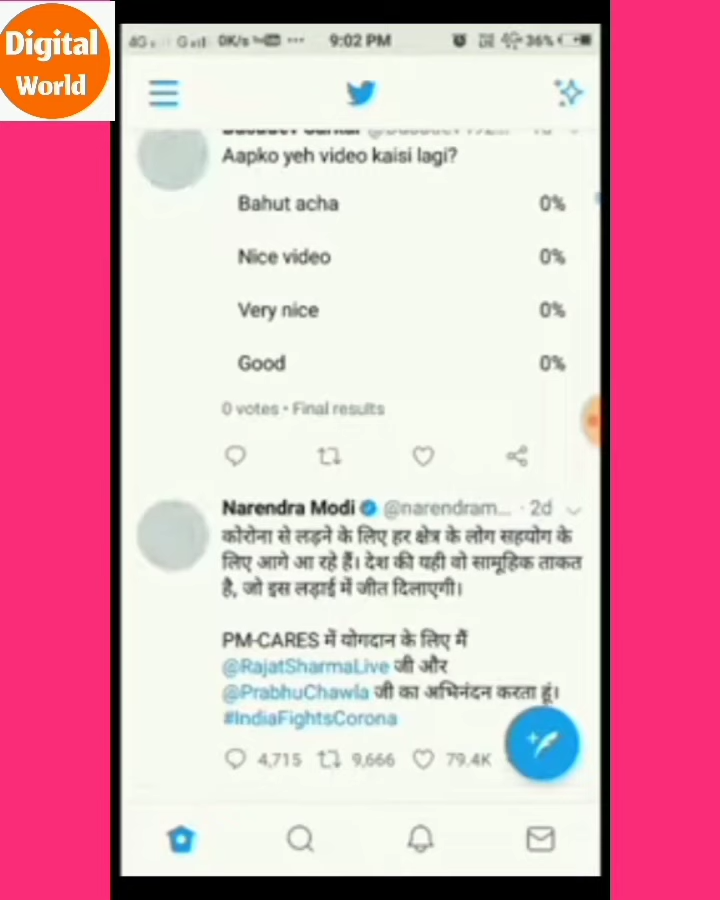 Digital
World
0K/s
9:02 PM
4G 36%
Aapko yeh video kaisi lagi?
Bahut acha 0%
Nice video 0%
Very nice 0%
Good 0%
0 votes • Final results
Narendra Modi @narendram... · 2d
कोरोना से लड़ने के लिए हर क्षेत्र के लोग सहयोग के
लिए आगे आ रहे हैं। देश की यही वो सामूहिक ताकत
है, जो इस लड़ाई में जीत दिलाएगी।
PM-CARES में योगदान के लिए मैं
@RajatSharmaLive जी और
@PrabhuChawla जी का अभिनंदन करता हूं।
#IndiaFightsCorona
4,715 9,666 79.4K